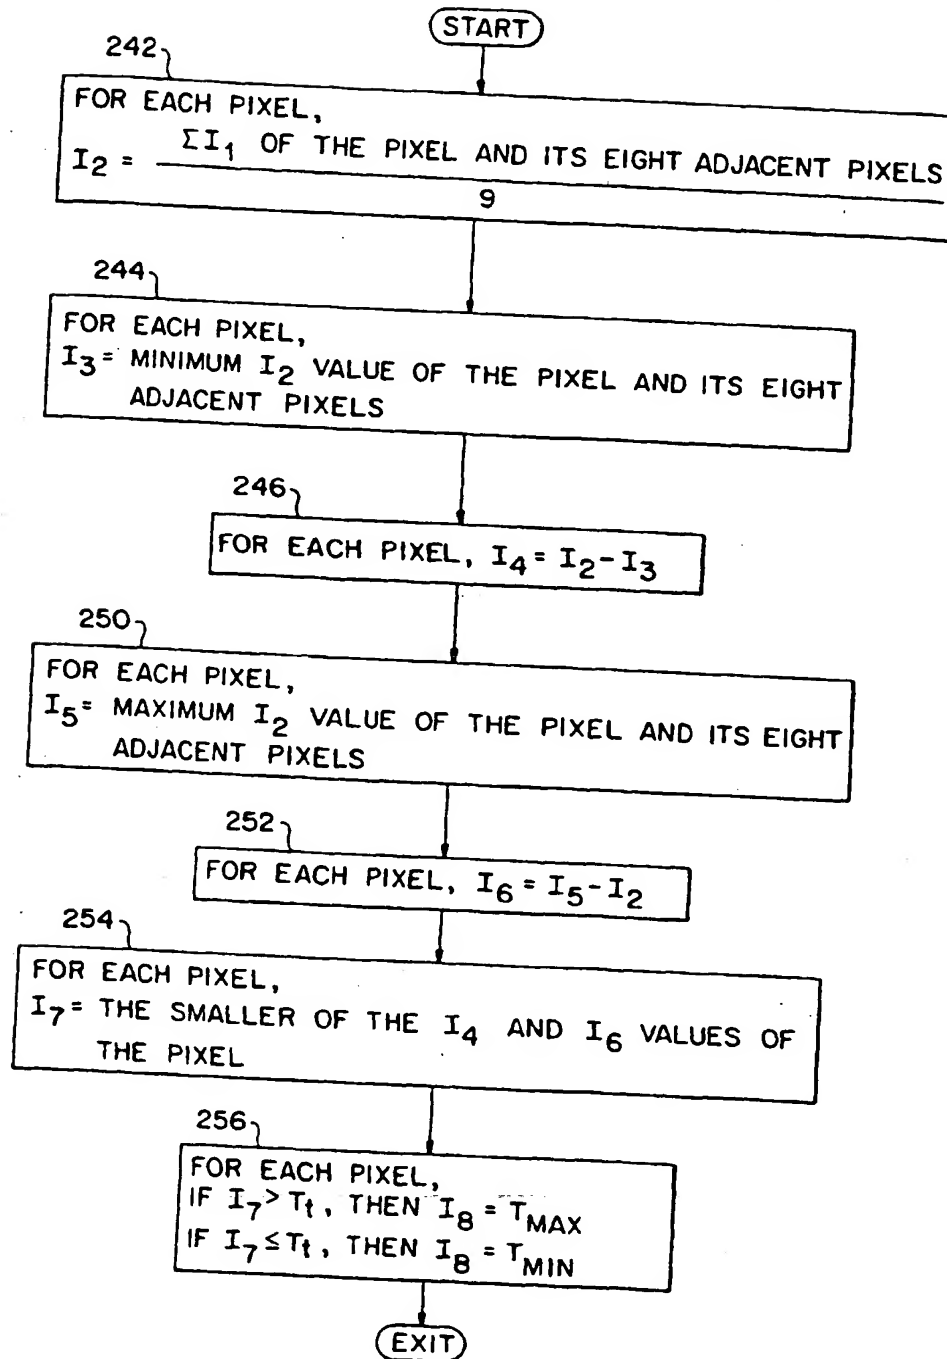 START
242
FOR EACH PIXEL,
I₂ = ΣI₁ OF THE PIXEL AND ITS EIGHT ADJACENT PIXELS
9
244
FOR EACH PIXEL,
I₃ = MINIMUM I₂ VALUE OF THE PIXEL AND ITS EIGHT
ADJACENT PIXELS
246
FOR EACH PIXEL, I₄ = I₂ - I₃
250
FOR EACH PIXEL,
I₅ = MAXIMUM I₂ VALUE OF THE PIXEL AND ITS EIGHT
ADJACENT PIXELS
252
FOR EACH PIXEL, I₆ = I₅ - I₂
254
FOR EACH PIXEL,
I₇ = THE SMALLER OF THE I₄ AND I₆ VALUES OF
THE PIXEL
256
FOR EACH PIXEL,
IF I₇ > Tₜ, THEN I₈ = T_MAX
IF I₇ ≤ Tₜ, THEN I₈ = T_MIN
EXIT